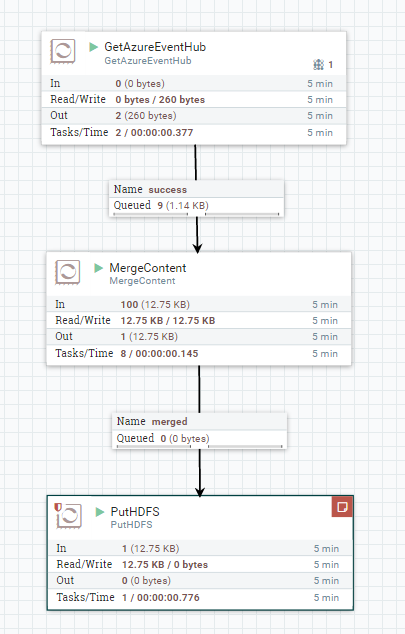 GetAzureEventHub
GetAzureEventHub
1
In 0 (0 bytes) 5 min
Read/Write 0 bytes / 260 bytes 5 min
Out 2 (260 bytes) 5 min
Tasks/Time 2 / 00:00:00.377 5 min
Name success
Queued 9 (1.14 KB)
MergeContent
MergeContent
In 100 (12.75 KB) 5 min
Read/Write 12.75 KB / 12.75 KB 5 min
Out 1 (12.75 KB) 5 min
Tasks/Time 8 / 00:00:00.145 5 min
Name merged
Queued 0 (0 bytes)
PutHDFS
PutHDFS
In 1 (12.75 KB) 5 min
Read/Write 12.75 KB / 0 bytes 5 min
Out 0 (0 bytes) 5 min
Tasks/Time 1 / 00:00:00.776 5 min